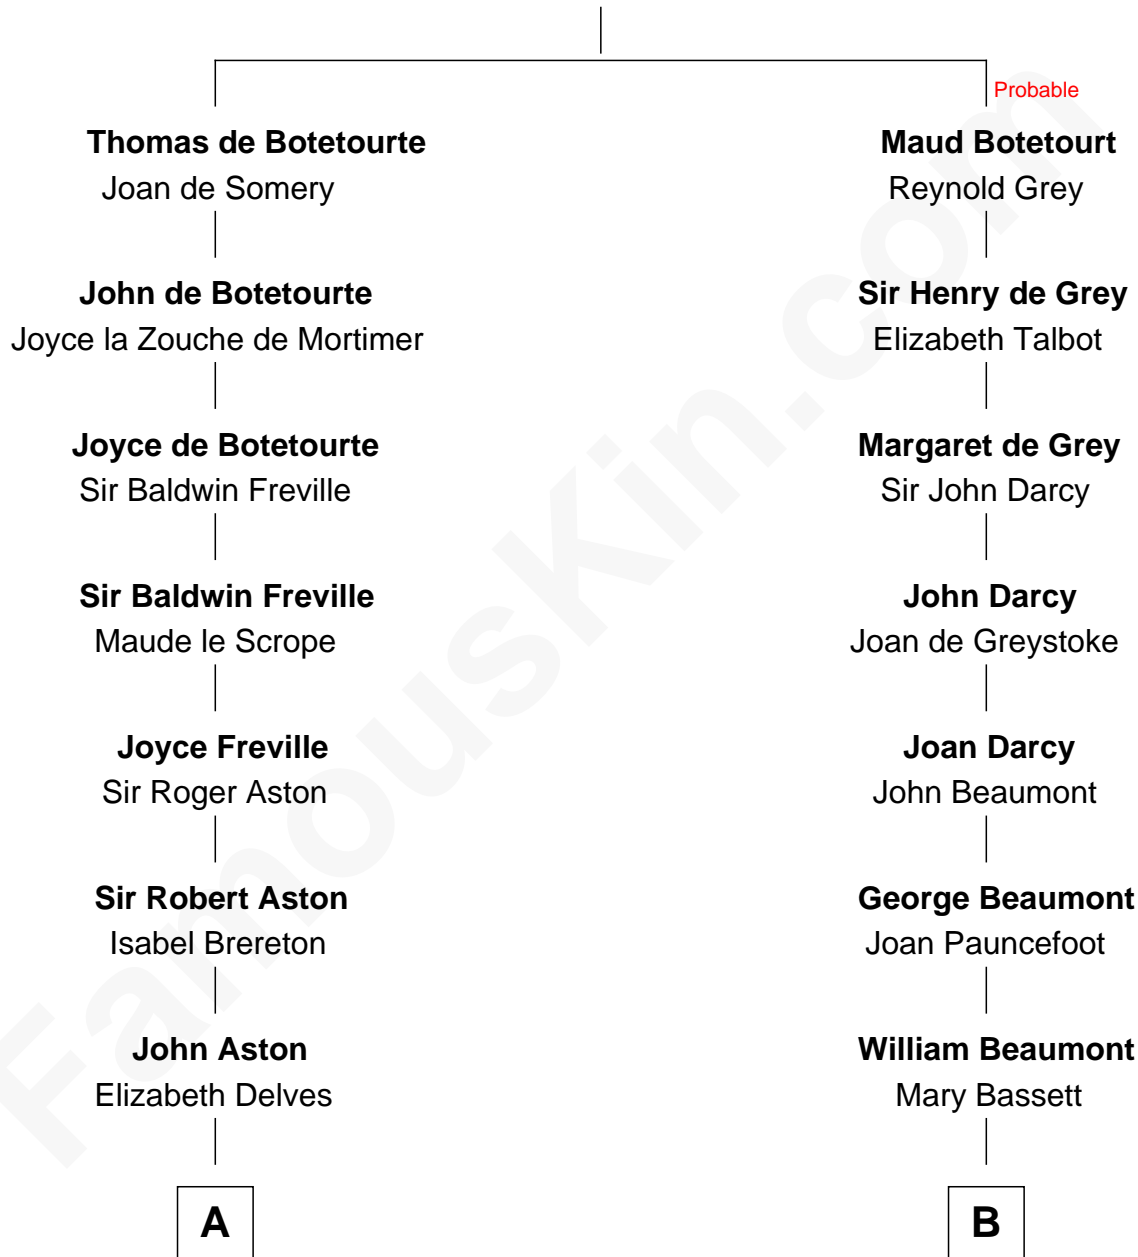 Probable
Thomas de Botetourte
Joan de Somery
Maud Botetourt
Reynold Grey
John de Botetourte
Joyce la Zouche de Mortimer
Sir Henry de Grey
Elizabeth Talbot
Joyce de Botetourte
Sir Baldwin Freville
Margaret de Grey
Sir John Darcy
Sir Baldwin Freville
Maude le Scrope
John Darcy
Joan de Greystoke
Joyce Freville
Sir Roger Aston
Joan Darcy
John Beaumont
Sir Robert Aston
Isabel Brereton
George Beaumont
Joan Pauncefoot
John Aston
Elizabeth Delves
William Beaumont
Mary Bassett
A
B
FamousKin.com